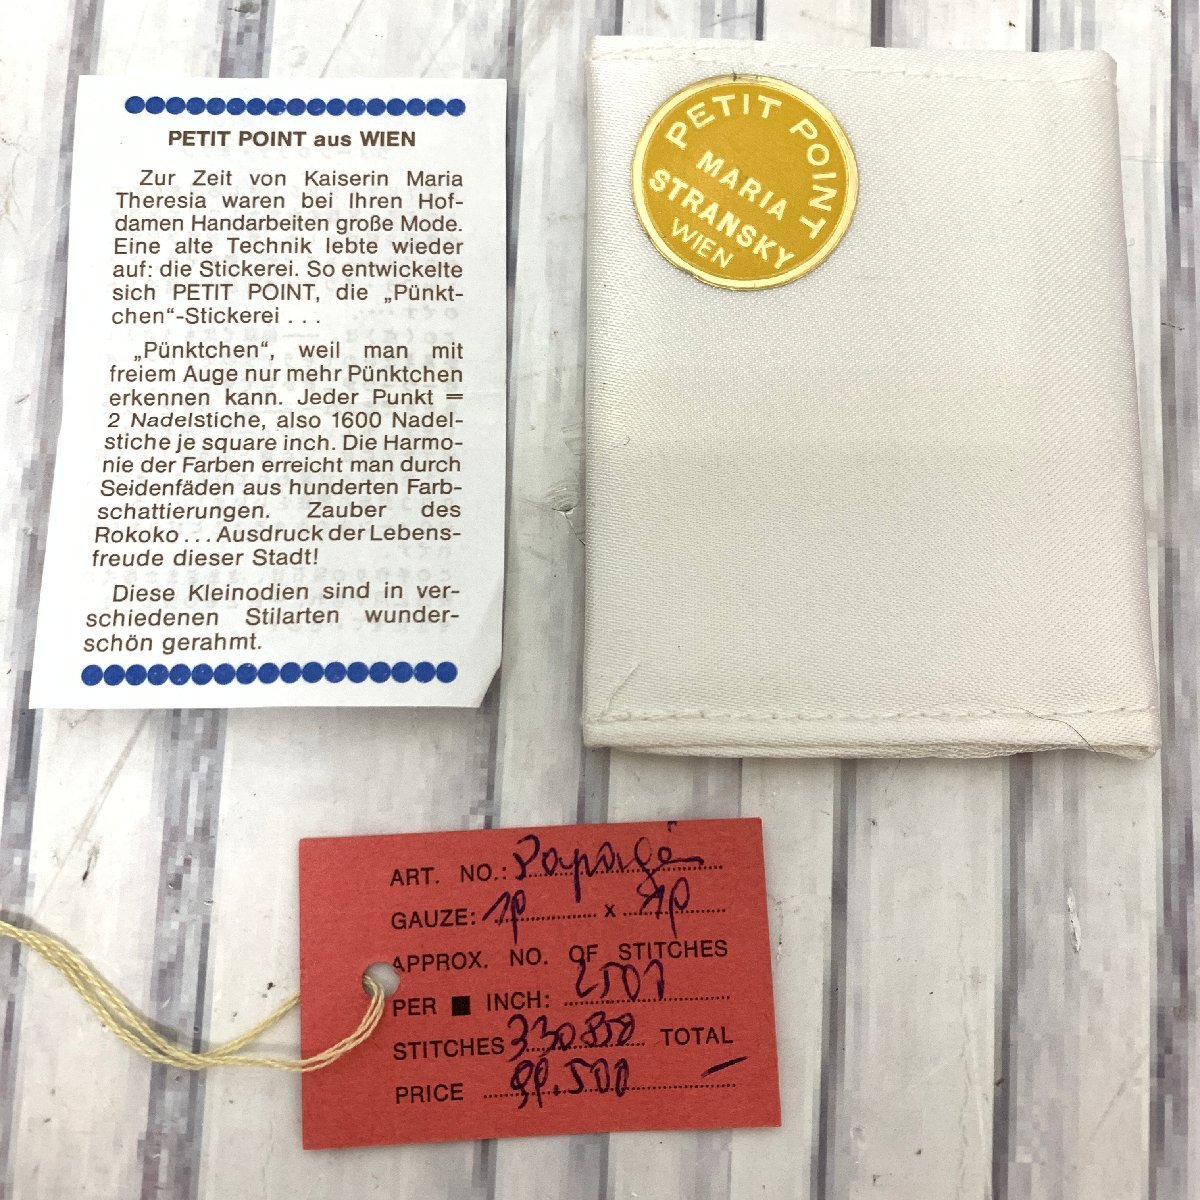 PETIT POINT aus WIEN
Zur Zeit von Kaiserin Maria
Theresia waren bei Ihren Hof-
damen Handarbeiten große Mode.
Eine alte Technik lebte wieder
auf: die Stickerei. So entwickelte
sich PETIT POINT, die „Pünkt-
chen“-Stickerei . . .
„Pünktchen“, weil man mit
freiem Auge nur mehr Pünktchen
erkennen kann. Jeder Punkt =
2 Nadelstiche, also 1600 Nadel-
stiche je square inch. Die Harmo-
nie der Farben erreicht man durch
Seidenfäden aus hunderten Farb-
schattierungen. Zauber des
Rokoko . . . Ausdruck der Lebens-
freude dieser Stadt!
Diese Kleinodien sind in ver-
schiedenen Stilarten wunder-
schön gerahmt.
PETIT POINT
MARIA
STRANSKY
WIEN
ART. NO.:
GAUZE: x
APPROX. NO. OF STITCHES
PER ■ INCH:
STITCHES TOTAL
PRICE